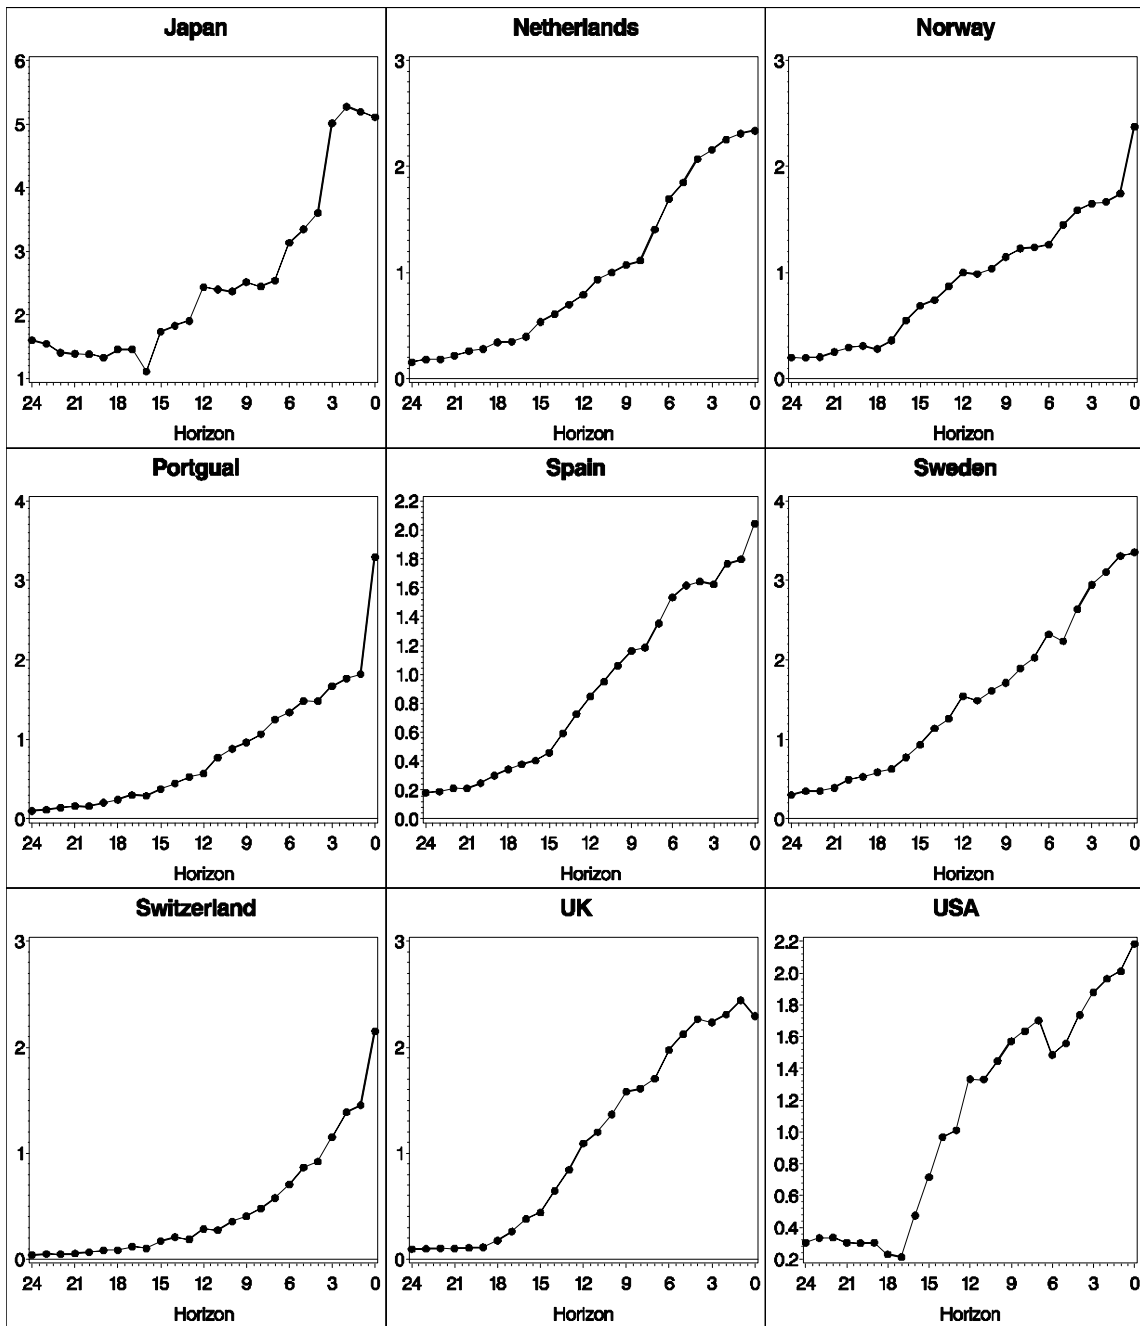 Japan Netherlands Norway
6 3 3
5
4 2 2
3
2 1 1
1 0 0
24 21 18 15 12 9 6 3 0 24 21 18 15 12 9 6 3 0 24 21 18 15 12 9 6 3 0
Horizon Horizon Horizon
Portgual Spain Sweden
4 2.2 4
2.0
3 1.8 3
1.6
1.4
2 1.2 2
1.0
0.8
1 0.6 1
0.4
0.2
0 0.0 0
24 21 18 15 12 9 6 3 0 24 21 18 15 12 9 6 3 0 24 21 18 15 12 9 6 3 0
Horizon Horizon Horizon
Switzerland UK USA
3 3 2.2
2.0
1.8
2 2 1.6
1.4
1.2
1 1 1.0
0.8
0.6
0.4
0 0 0.2
24 21 18 15 12 9 6 3 0 24 21 18 15 12 9 6 3 0 24 21 18 15 12 9 6 3 0
Horizon Horizon Horizon